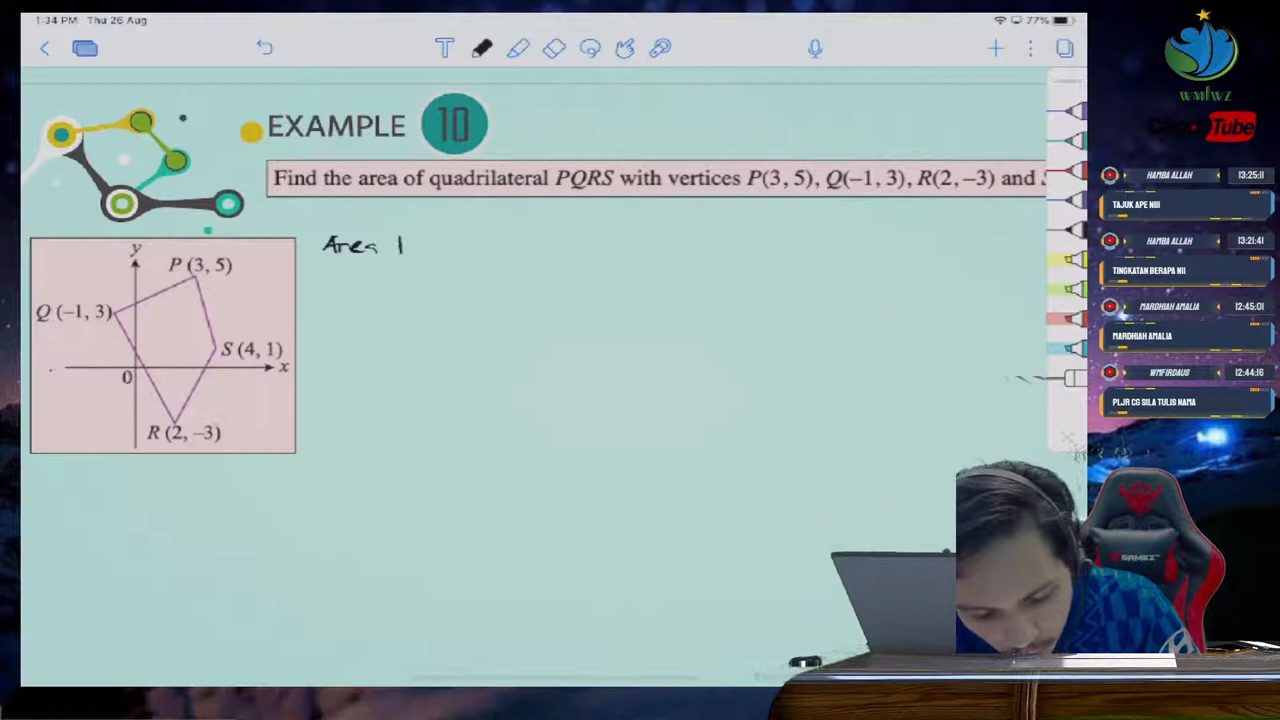 1:34 PM Thu 26 Aug
77%
EXAMPLE 10
Find the area of quadrilateral PQRS with vertices P(3, 5), Q(−1, 3), R(2, −3) and
Area
y
P (3, 5)
Q (−1, 3)
S (4, 1)
x
0
R (2, −3)
wmfwz
Tube
HAMBA ALLAH 13:25:11
TAJUK APE NIII
HAMBA ALLAH 13:21:41
TINGKATAN BERAPA NII
MARDHIAH AMALIA 12:45:01
MARDHIAH AMALIA
WMFIRDAUS 12:44:16
PLJR CG SILA TULIS NAMA
GAMEZ